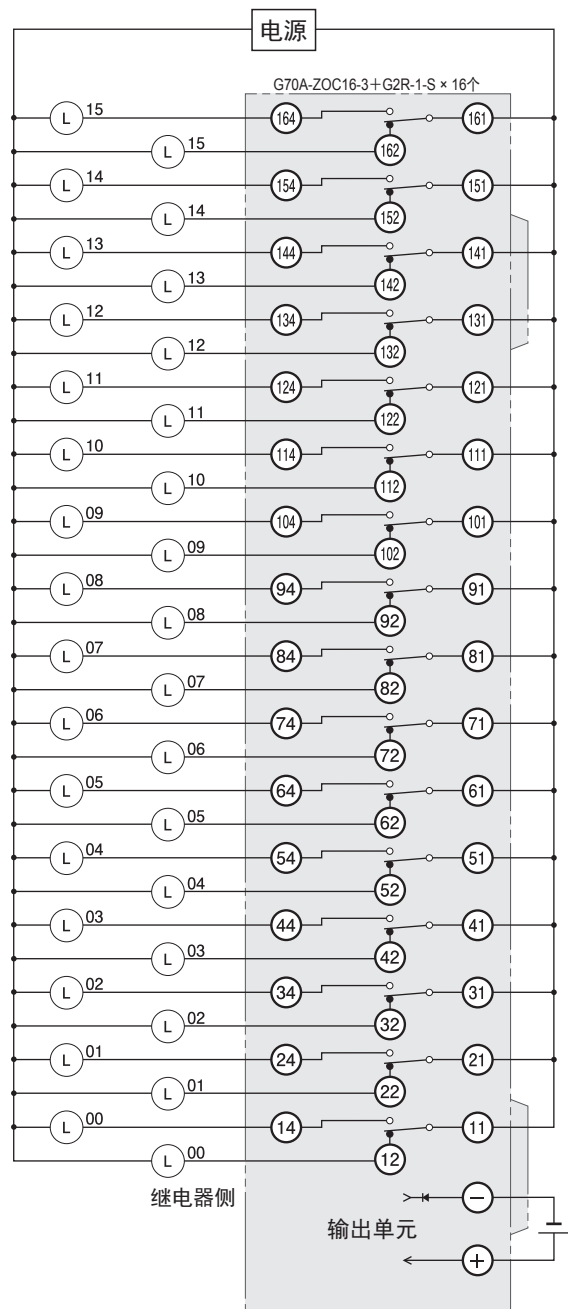 电源
G70A-ZOC16-3＋G2R-1-S × 16个
L 15 164 161
L 15 162
L 14 154 151
L 14 152
L 13 144 141
L 13 142
L 12 134 131
L 12 132
L 11 124 121
L 11 122
L 10 114 111
L 10 112
L 09 104 101
L 09 102
L 08 94 91
L 08 92
L 07 84 81
L 07 82
L 06 74 71
L 06 72
L 05 64 61
L 05 62
L 04 54 51
L 04 52
L 03 44 41
L 03 42
L 02 34 31
L 02 32
L 01 24 21
L 01 22
L 00 14 11
L 00 12
继电器侧
−
输出单元
+